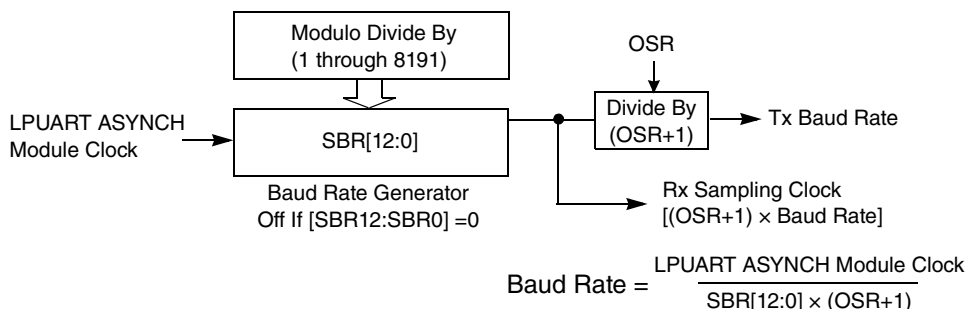 Modulo Divide By
(1 through 8191)
OSR
LPUART ASYNCH
Module Clock
SBR[12:0]
Divide By
(OSR+1)
Tx Baud Rate
Baud Rate Generator
Off If [SBR12:SBR0] =0
Rx Sampling Clock
[(OSR+1) × Baud Rate]
Baud Rate =
LPUART ASYNCH Module Clock
SBR[12:0] × (OSR+1)